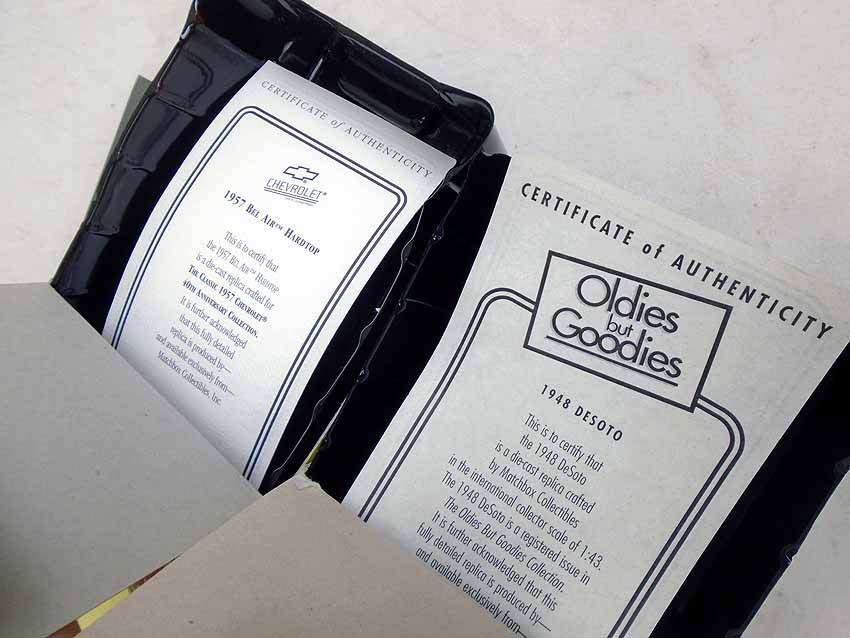 CERTIFICATE of AUTHENTICITY
CHEVROLET®
1957 BEL AIR™ HARDTOP
This is to certify that
the 1957 BEL AIR™ HARDTOP
is a die-cast replica crafted for
THE CLASSIC 1957 CHEVROLET®
40TH ANNIVERSARY COLLECTION.
It is further acknowledged
that this fully detailed
replica is produced by—
and available exclusively from—
Matchbox Collectibles, Inc.
CERTIFICATE of AUTHENTICITY
Oldies
but
Goodies
1948 DESOTO
This is to certify that
the 1948 DeSoto
is a die-cast replica crafted
by Matchbox Collectibles
in the international collector scale of 1:43.
The 1948 DeSoto is a registered issue in
The Oldies But Goodies Collection.
It is further acknowledged that this
fully detailed replica is produced by—
and available exclusively from—